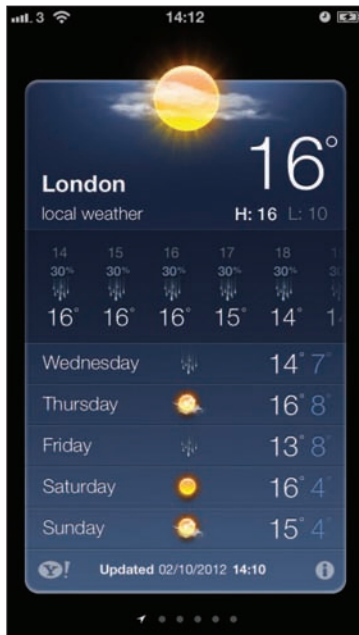 3 14:12
16°
London
local weather H: 16 L: 10
14 15 16 17 18
30% 30% 30% 30% 30%
16° 16° 16° 15° 14° 14
Wednesday 14° 7°
Thursday 16° 8°
Friday 13° 8°
Saturday 16° 4°
Sunday 15° 4°
Y! Updated 02/10/2012 14:10 i